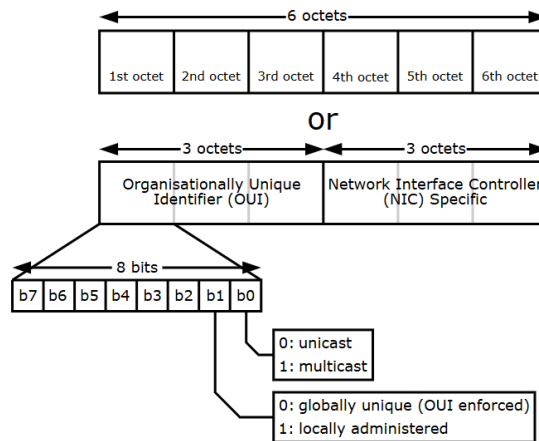 6 octets
1st octet 2nd octet 3rd octet 4th octet 5th octet 6th octet
or
3 octets 3 octets
Organisationally Unique
Identifier (OUI)
Network Interface Controller
(NIC) Specific
8 bits
b7 b6 b5 b4 b3 b2 b1 b0
0: unicast
1: multicast
0: globally unique (OUI enforced)
1: locally administered